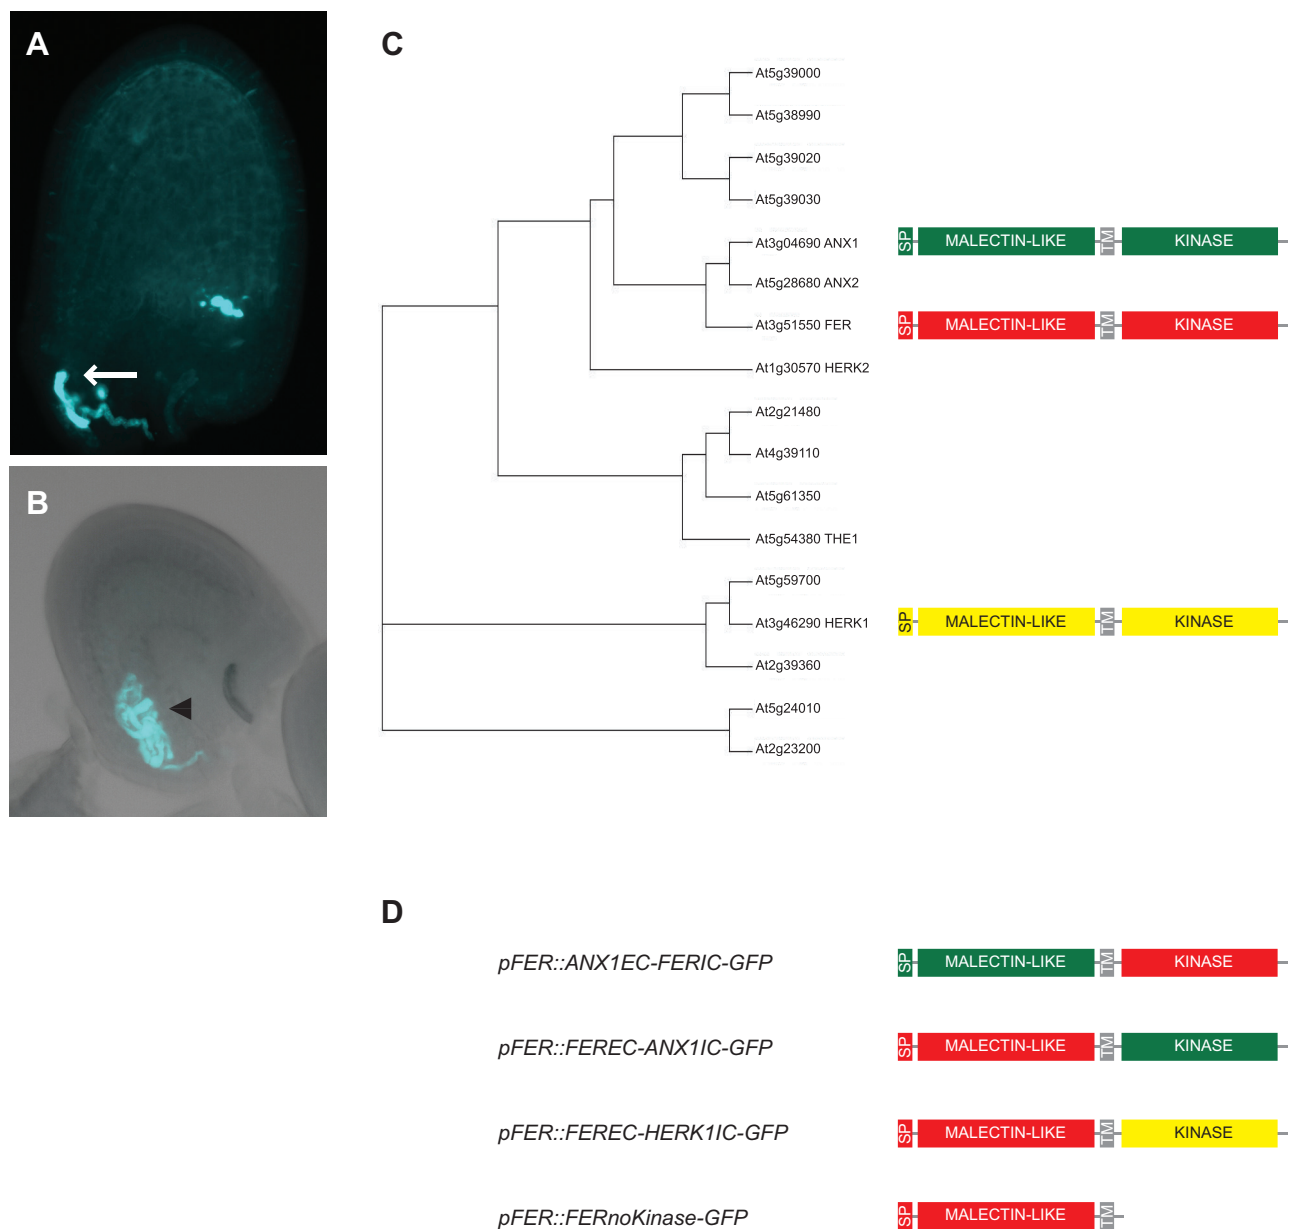 A
B
C
At5g39000
At5g38990
At5g39020
At5g39030
At3g04690 ANX1
At5g28680 ANX2
At3g51550 FER
At1g30570 HERK2
At2g21480
At4g39110
At5g61350
At5g54380 THE1
At5g59700
At3g46290 HERK1
At2g39360
At5g24010
At2g23200
SP MALECTIN-LIKE TM KINASE
SP MALECTIN-LIKE TM KINASE
SP MALECTIN-LIKE TM KINASE
D
pFER::ANX1EC-FERIC-GFP SP MALECTIN-LIKE TM KINASE
pFER::FEREC-ANX1IC-GFP SP MALECTIN-LIKE TM KINASE
pFER::FEREC-HERK1IC-GFP SP MALECTIN-LIKE TM KINASE
pFER::FERnoKinase-GFP SP MALECTIN-LIKE TM